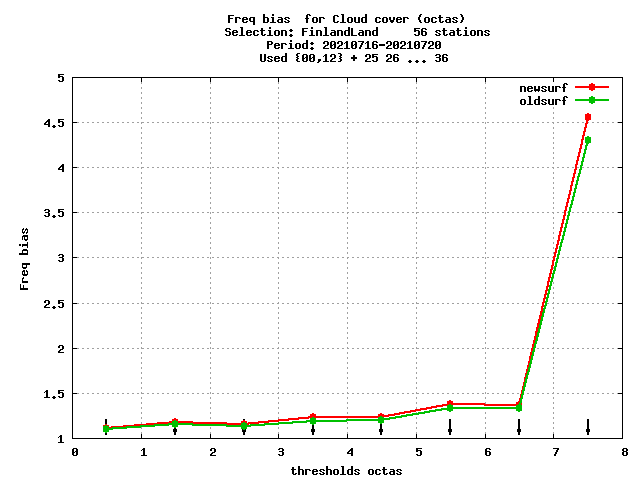 Freq bias  for Cloud cover (octas)
Selection: FinlandLand     56 stations
Period: 20210716-20210720
Used {00,12} + 25 26 ... 36
newsurf
oldsurf
5
4.5
4
3.5
3
2.5
2
1.5
1
Freq bias
0 1 2 3 4 5 6 7 8
thresholds octas